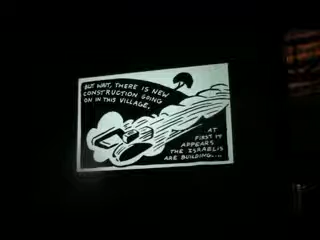 BUT WAIT, THERE IS NEW
CONSTRUCTION GOING
ON IN THIS VILLAGE.
AT
FIRST IT
APPEARS
THE ISRAELIS
ARE BUILDING....